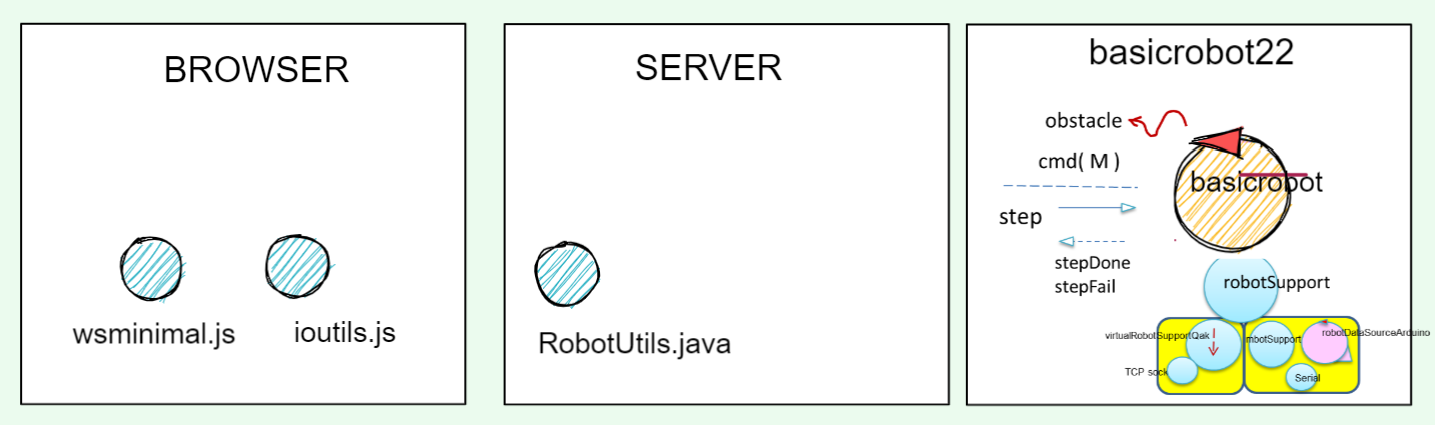 BROWSER
wsminimal.js
ioutils.js
SERVER
RobotUtils.java
basicrobot22
obstacle
cmd( M )
step
stepDone
stepFail
basicrobot
robotSupport
virtualRobotSupportQak
TCP sock
mbotSupport
robotDataSourceArduino
Serial